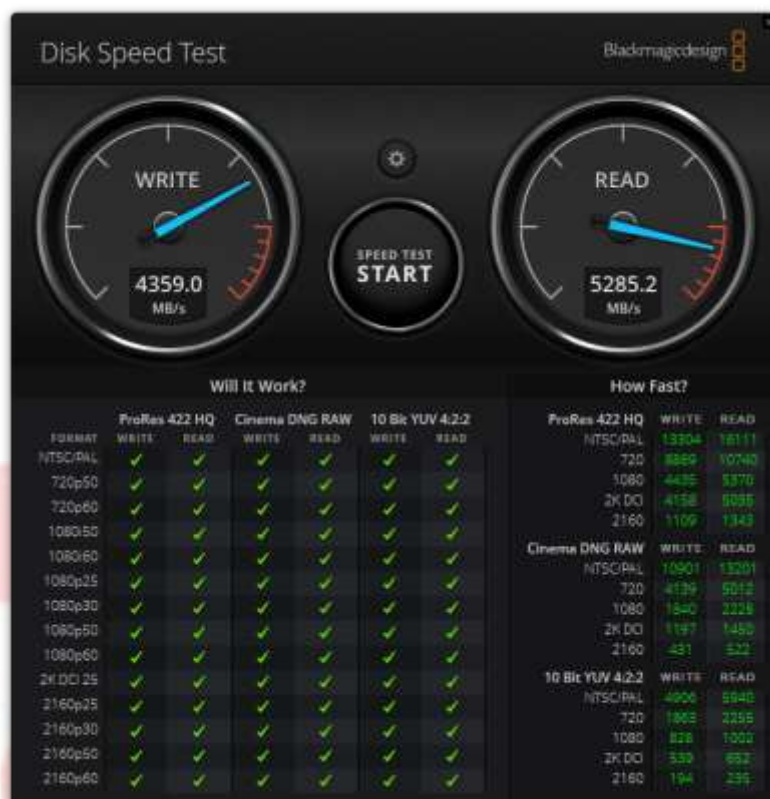 Disk Speed Test
Blackmagicdesign
WRITE
4359.0
MB/s
SPEED TEST
START
READ
5285.2
MB/s
Will It Work?
ProRes 422 HQ Cinema DNG RAW 10 Bit YUV 4:2:2
FORMAT WRITE READ WRITE READ WRITE READ
NTSC/PAL ✓ ✓ ✓ ✓ ✓ ✓
720p50 ✓ ✓ ✓ ✓ ✓ ✓
720p60 ✓ ✓ ✓ ✓ ✓ ✓
1080i50 ✓ ✓ ✓ ✓ ✓ ✓
1080i60 ✓ ✓ ✓ ✓ ✓ ✓
1080p25 ✓ ✓ ✓ ✓ ✓ ✓
1080p30 ✓ ✓ ✓ ✓ ✓ ✓
1080p50 ✓ ✓ ✓ ✓ ✓ ✓
1080p60 ✓ ✓ ✓ ✓ ✓ ✓
2K DCI 25 ✓ ✓ ✓ ✓ ✓ ✓
2160p25 ✓ ✓ ✓ ✓ ✓ ✓
2160p30 ✓ ✓ ✓ ✓ ✓ ✓
2160p50 ✓ ✓ ✓ ✓ ✓ ✓
2160p60 ✓ ✓ ✓ ✓ ✓ ✓
How Fast?
ProRes 422 HQ WRITE READ
NTSC/PAL 13304 16111
720 8869 10740
1080 4435 5370
2K DCI 4158 5035
2160 1109 1343
Cinema DNG RAW WRITE READ
NTSC/PAL 10901 13201
720 4139 5012
1080 1840 2228
2K DCI 1197 1450
2160 431 522
10 Bit YUV 4:2:2 WRITE READ
NTSC/PAL 4906 5940
720 1863 2255
1080 828 1002
2K DCI 539 652
2160 194 235